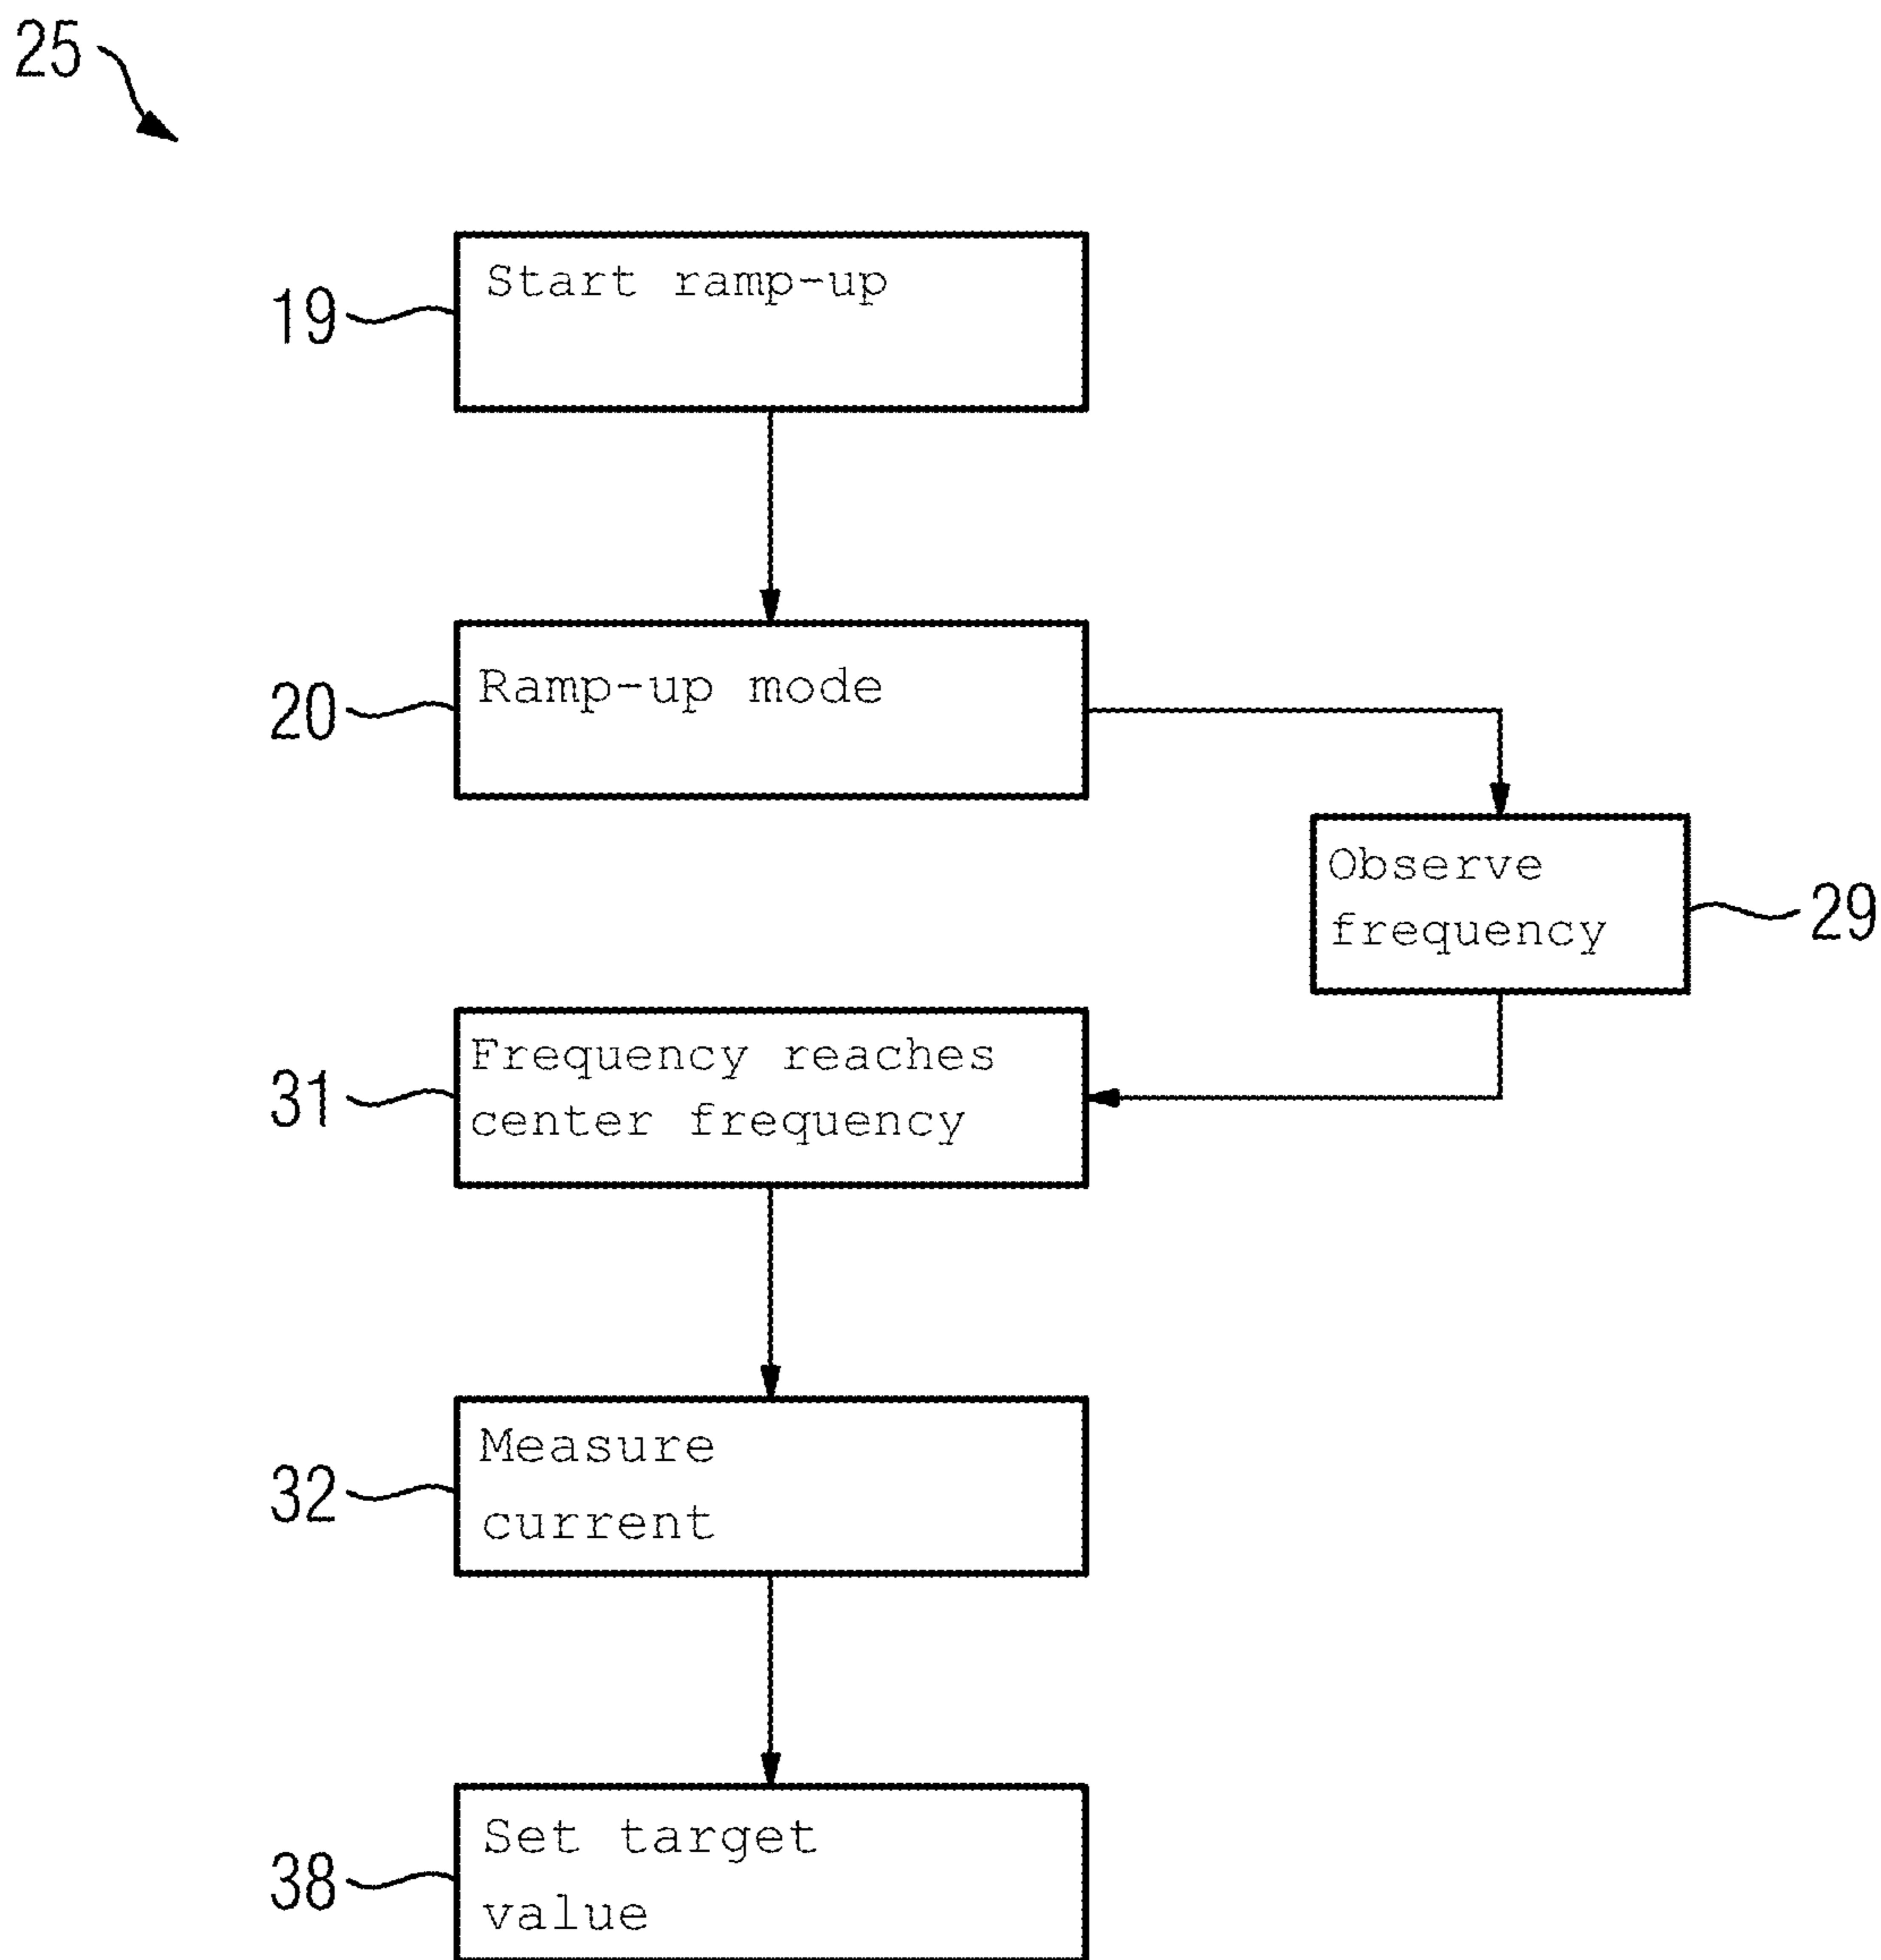 25
Start ramp-up
19
Ramp-up mode
20
Observe
frequency
29
Frequency reaches
center frequency
31
Measure
current
32
Set target
value
38